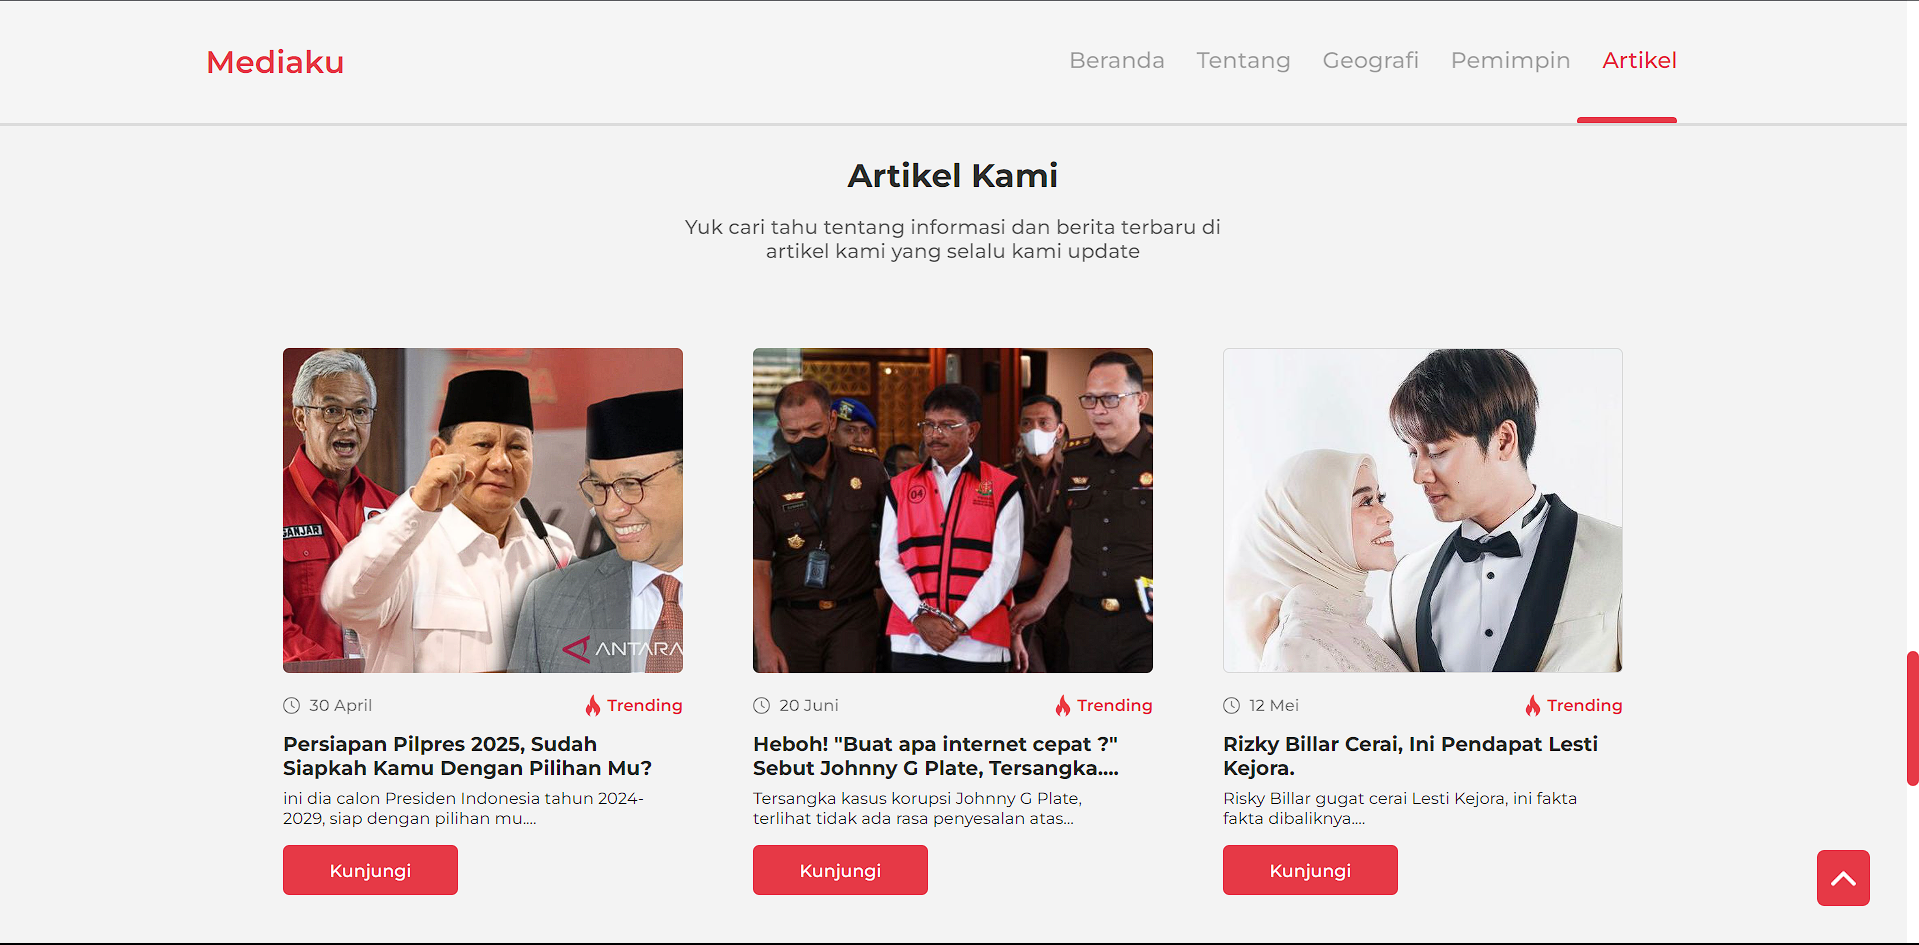 Mediaku
Beranda Tentang Geografi Pemimpin Artikel
Artikel Kami
Yuk cari tahu tentang informasi dan berita terbaru di
artikel kami yang selalu kami update
GANJAR
ANTARA
04
30 April
Trending
Persiapan Pilpres 2025, Sudah
Siapkah Kamu Dengan Pilihan Mu?
ini dia calon Presiden Indonesia tahun 2024-
2029, siap dengan pilihan mu....
Kunjungi
20 Juni
Trending
Heboh! "Buat apa internet cepat ?"
Sebut Johnny G Plate, Tersangka....
Tersangka kasus korupsi Johnny G Plate,
terlihat tidak ada rasa penyesalan atas...
Kunjungi
12 Mei
Trending
Rizky Billar Cerai, Ini Pendapat Lesti
Kejora.
Risky Billar gugat cerai Lesti Kejora, ini fakta
fakta dibaliknya....
Kunjungi